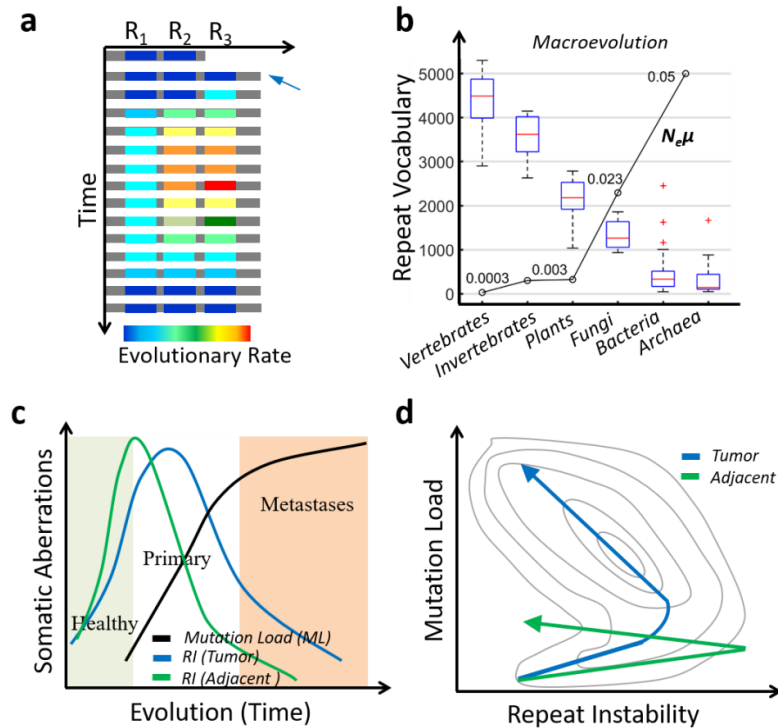 a
R1 R2 R3
Time
Evolutionary Rate
b
Macroevolution
Repeat Vocabulary
5000
4000
3000
2000
1000
0
0.0003
0.003
0.023
0.05
Neμ
Vertebrates
Invertebrates
Plants
Fungi
Bacteria
Archaea
c
Somatic Aberrations
Healthy
Primary
Metastases
Mutation Load (ML)
RI (Tumor)
RI (Adjacent )
Evolution (Time)
d
Mutation Load
Tumor
Adjacent
Repeat Instability